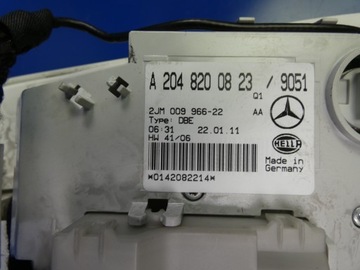 A 204 820 08 23 / 9051
Q1
2JM 009 966-22 AA
Type: DBE
06:31 22.01.11
HW 41/06
HELLA
Made in
Germany
*0142082214*